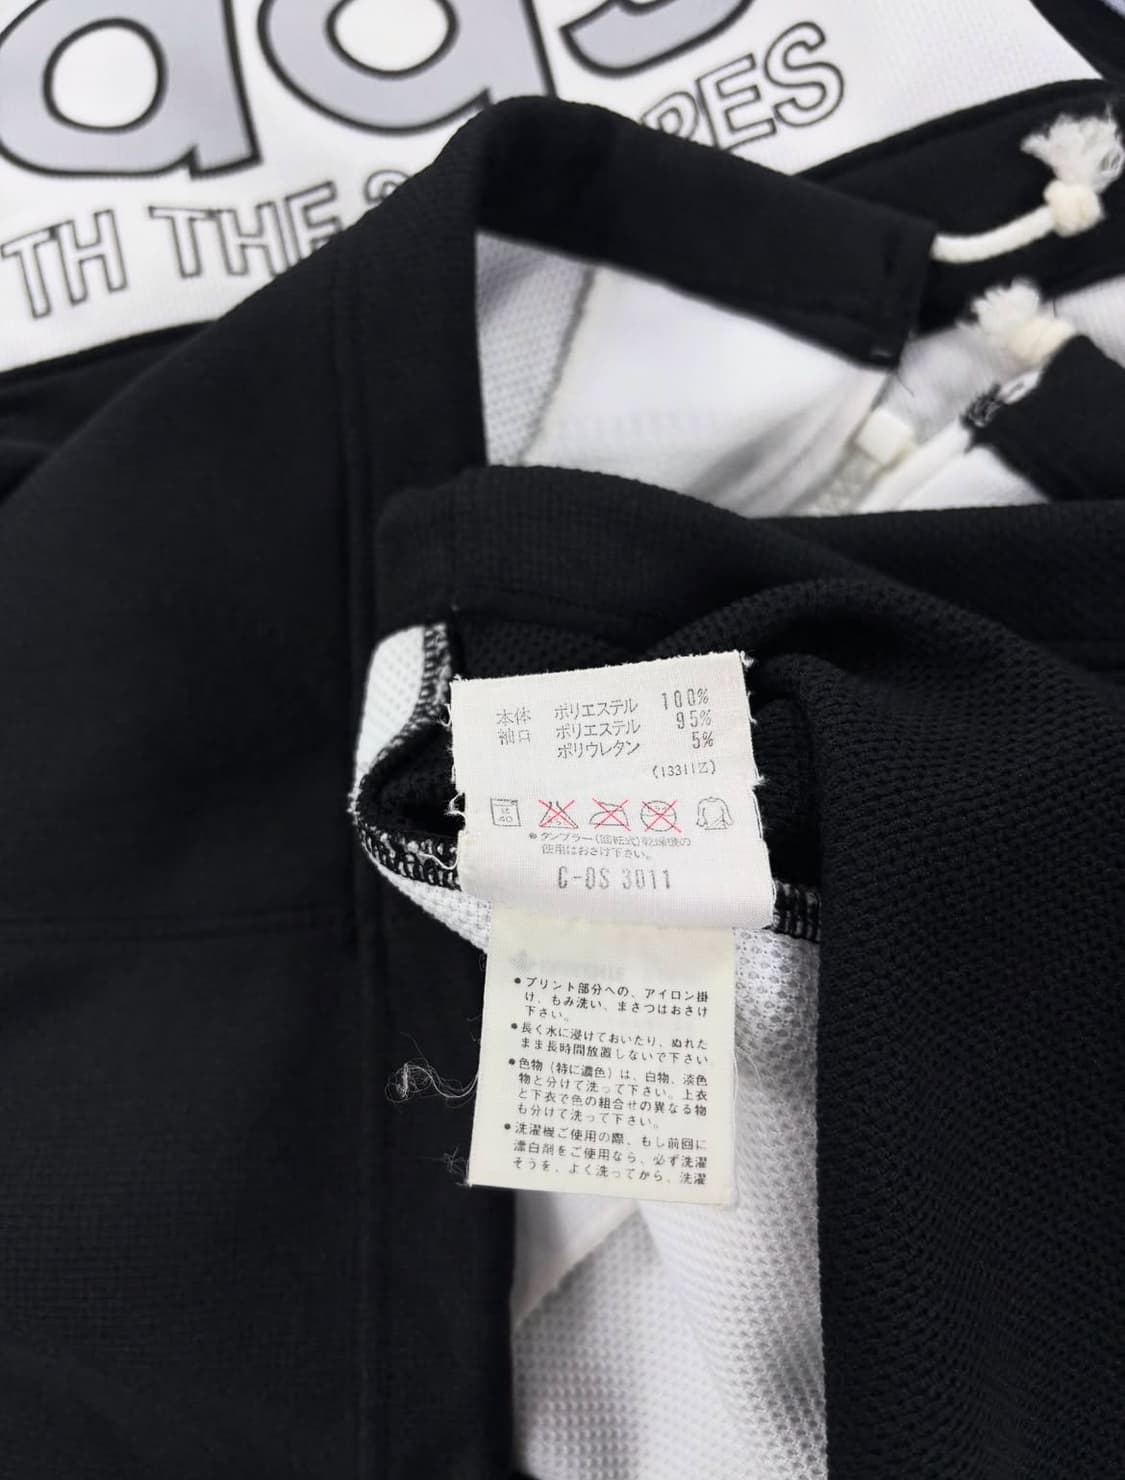 das
TH THE 3 PES
本体 ポリエステル 100%
袖口 ポリエステル 95%
ポリウレタン 5%
(13311Z)
40
※タンブラー(回転式)乾燥機の
使用はおさけ下さい。
C-DS 3011
●プリント部分への、アイロン掛
け、もみ洗い、まさつはおさけ
下さい。
●長く水に浸けておいたり、ぬれた
まま長時間放置しないで下さい
●色物(特に濃色)は、白物、淡色
物と分けて洗って下さい。上衣
と下衣で色の組合せの異なる物
も分けて洗って下さい。
●洗濯機ご使用の際、もし前回に
漂白剤をご使用なら、必ず洗濯
そうを、よく洗ってから、洗濯